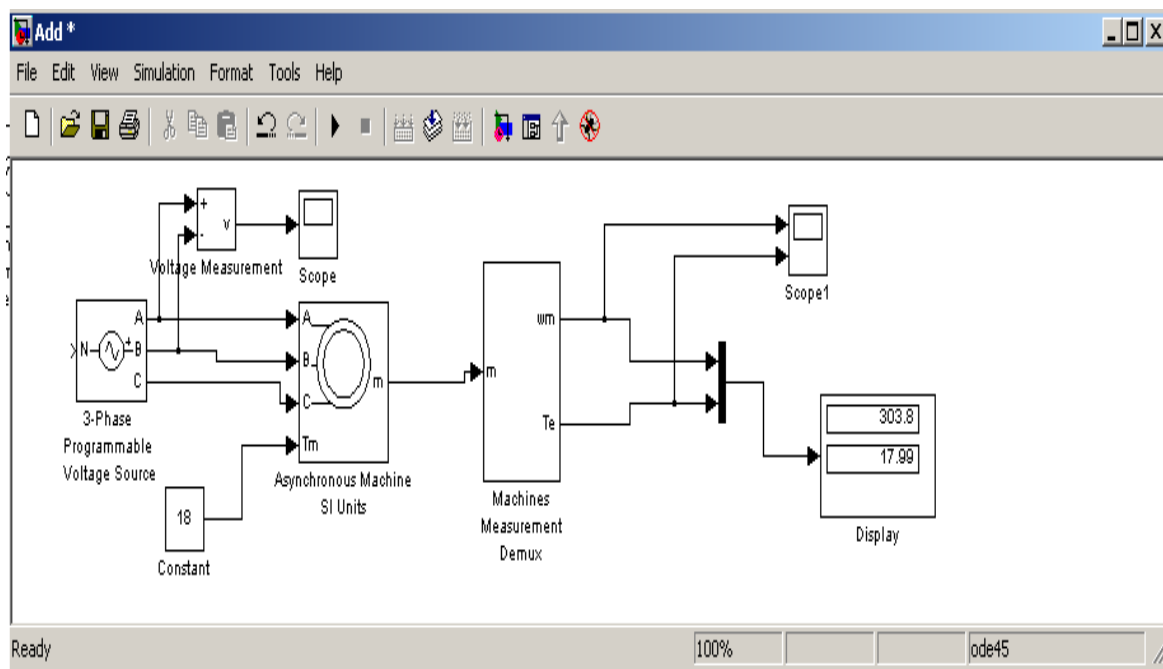 Add *
File Edit View Simulation Format Tools Help
+
v
-
Voltage Measurement
Scope
Scope1
A
N
+
B
C
3-Phase
Programmable
Voltage Source
A
B
C
m
Tm
Asynchronous Machine
SI Units
18
Constant
m
wm
Te
Machines
Measurement
Demux
303.8
17.99
Display
Ready
100%
ode45